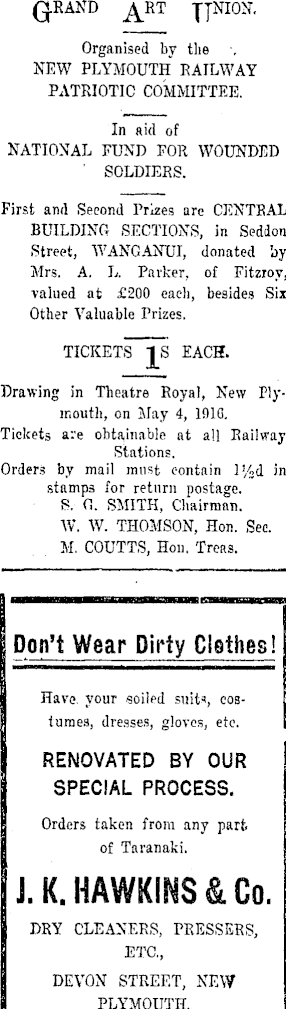 GRAND ART UNION.
Organised by the
NEW PLYMOUTH RAILWAY
PATRIOTIC COMMITTEE.
In aid of
NATIONAL FUND FOR WOUNDED
SOLDIERS.
First and Second Prizes are CENTRAL
BUILDING SECTIONS, in Seddon
Street, WANGANUI, donated by
Mrs. A. L. Parker, of Fitzroy,
valued at £200 each, besides Six
Other Valuable Prizes.
TICKETS 1S EACH.
Drawing in Theatre Royal, New Ply-
mouth, on May 4, 1916.
Tickets are obtainable at all Railway
Stations.
Orders by mail must contain 1½d in
stamps for return postage.
S. G. SMITH, Chairman.
W. W. THOMSON, Hon. Sec.
M. COUTTS, Hon. Treas.
Don't Wear Dirty Clothes!
Have your soiled suits, cos-
tumes, dresses, gloves, etc.
RENOVATED BY OUR
SPECIAL PROCESS.
Orders taken from any part
of Taranaki.
J. K. HAWKINS & Co.
DRY CLEANERS, PRESSERS,
ETC.,
DEVON STREET, NEW
PLYMOUTH.